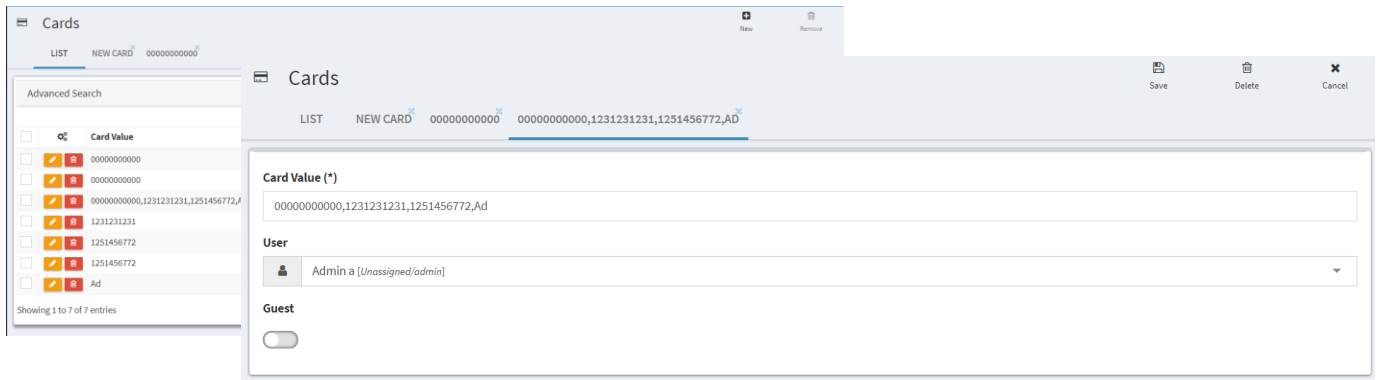 Cards
New
Remove
LIST NEW CARD 00000000000
Advanced Search
Card Value
00000000000
00000000000
00000000000,1231231231,1251456772,A
1231231231
1251456772
1251456772
Ad
Showing 1 to 7 of 7 entries
Cards
Save
Delete
Cancel
LIST NEW CARD 00000000000 00000000000,1231231231,1251456772,AD
Card Value (*)
00000000000,1231231231,1251456772,Ad
User
Admin a [Unassigned/admin]
Guest